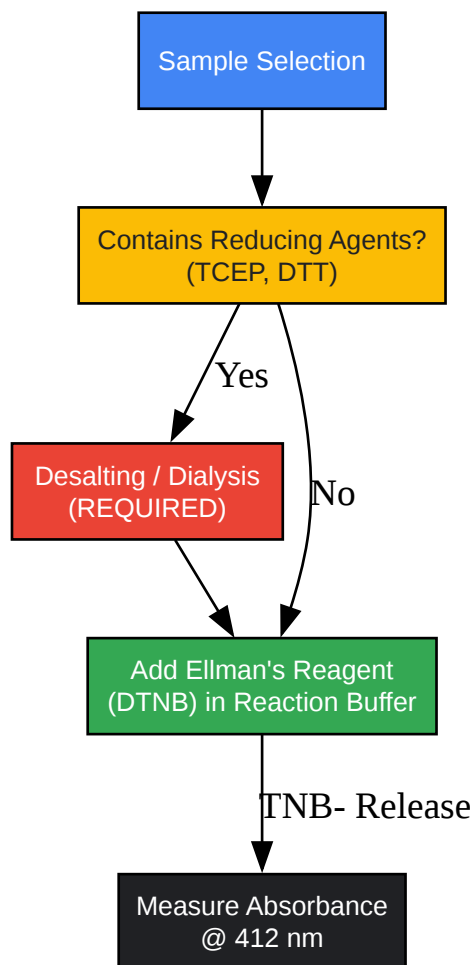 Sample Selection
Contains Reducing Agents?
(TCEP, DTT)
Yes
Desalting / Dialysis
(REQUIRED)
No
Add Ellman's Reagent
(DTNB) in Reaction Buffer
TNB- Release
Measure Absorbance
@ 412 nm